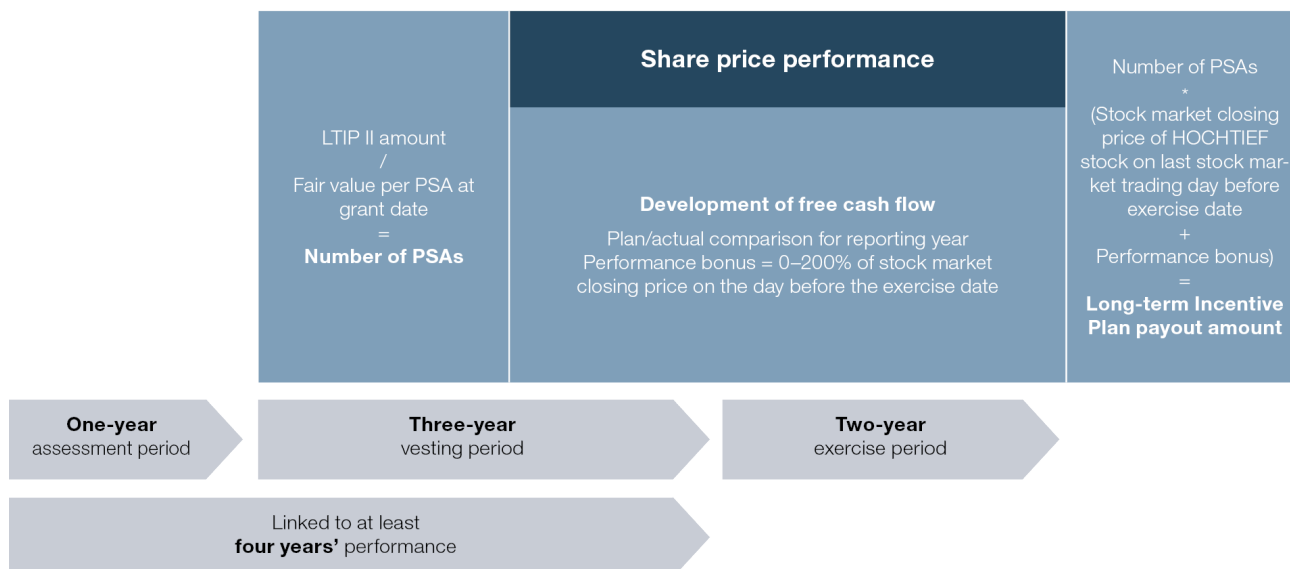 LTIP II amount
/
Fair value per PSA at
grant date
=
Number of PSAs
Share price performance
Development of free cash flow
Plan/actual comparison for reporting year
Performance bonus = 0–200% of stock market
closing price on the day before the exercise date
Number of PSAs
*
(Stock market closing
price of HOCHTIEF
stock on last stock mar-
ket trading day before
exercise date
+
Performance bonus)
=
Long-term Incentive
Plan payout amount
One-year
assessment period
Three-year
vesting period
Two-year
exercise period
Linked to at least
four years’ performance